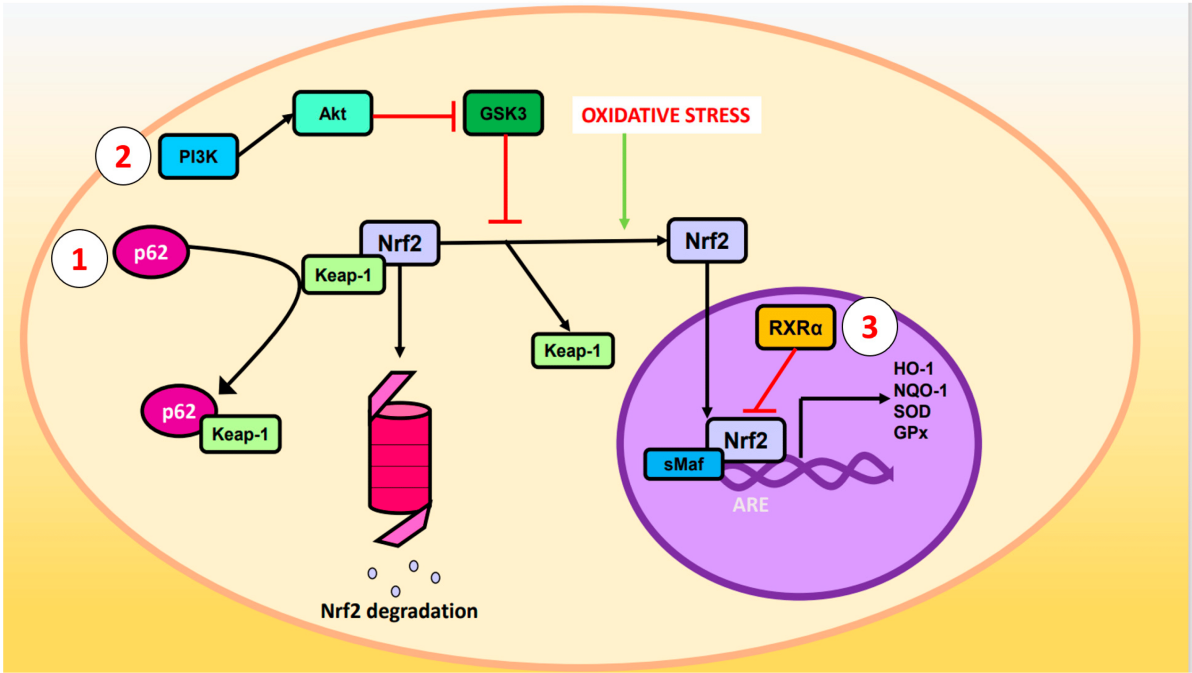 Akt
GSK3
OXIDATIVE STRESS
2
PI3K
1
p62
Nrf2
Keap-1
Nrf2
Keap-1
RXRα
3
HO-1
NQO-1
SOD
GPx
p62
Keap-1
Nrf2
sMaf
ARE
Nrf2 degradation